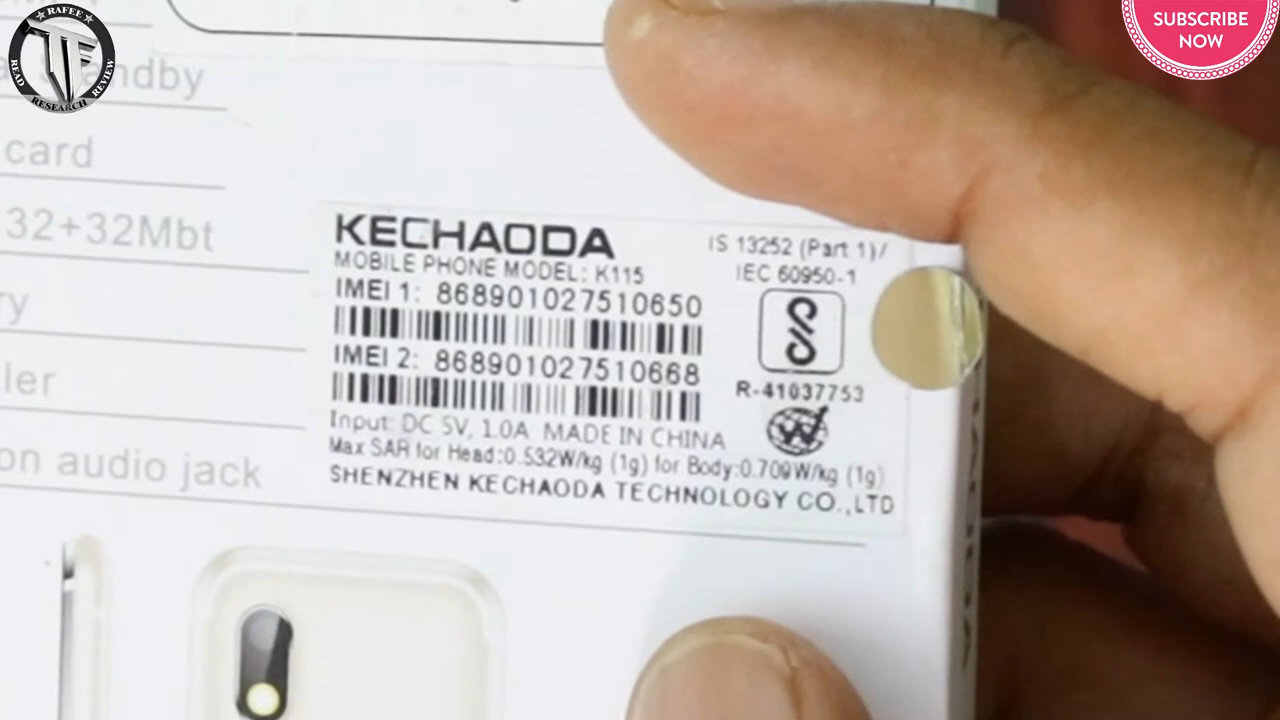 RAFEE
TF
READ RESEARCH REVIEW
SUBSCRIBE
NOW
ndby
card
32+32Mbt
ry
ler
on audio jack
KECHAODA
MOBILE PHONE MODEL: K115
IMEI 1: 868901027510650
IMEI 2: 868901027510668
Input: DC 5V, 1.0A MADE IN CHINA
Max SAR for Head:0.532W/kg (1g) for Body:0.709W/kg (1g)
SHENZHEN KECHAODA TECHNOLOGY CO.,LTD
IS 13252 (Part 1)/
IEC 60950-1
R-41037753